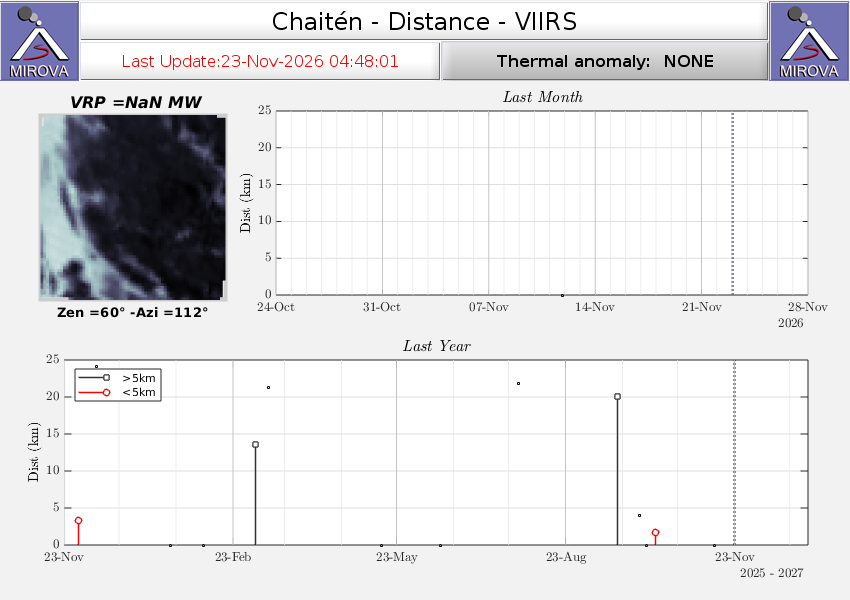 Chaitén - Distance - VIIRS
MIROVA
Last Update:23-Nov-2026 04:48:01
Thermal anomaly: NONE
MIROVA
VRP =NaN MW
Zen =60° -Azi =112°
Last Month
Dist (km)
25
20
15
10
5
0
24-Oct
31-Oct
07-Nov
14-Nov
21-Nov
28-Nov
2026
Last Year
Dist (km)
25
20
15
10
5
0
>5km
<5km
23-Nov
23-Feb
23-May
23-Aug
23-Nov
2025 - 2027